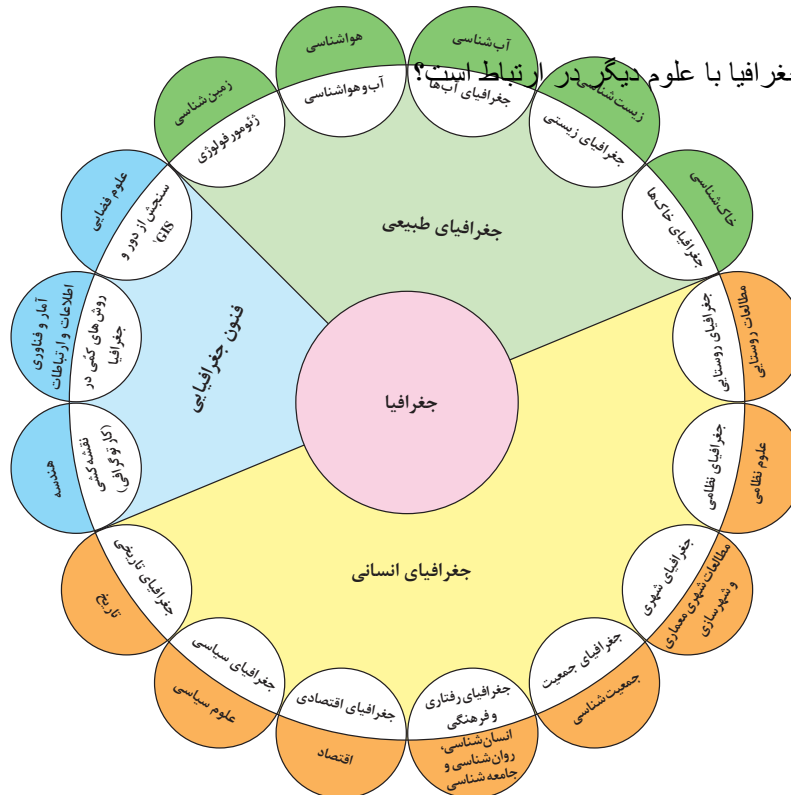 جغرافیا با علوم دیگر در ارتباط است؟
آب‌شناسی
جغرافیای آب‌ها
زیست‌شناسی
جغرافیای زیستی
خاک‌شناسی
جغرافیای خاک‌ها
مطالعات روستایی
جغرافیای روستایی
علوم نظامی
جغرافیای نظامی
مطالعات شهری معماری
و شهرسازی
جغرافیای شهری
جمعیت‌شناسی
جغرافیای جمعیت
جغرافیای رفتاری
و فرهنگی
انسان‌شناسی،
روان‌شناسی و
جامعه‌شناسی
جغرافیای اقتصادی
اقتصاد
جغرافیای سیاسی
علوم سیاسی
جغرافیای تاریخی
تاریخ
نقشه‌کشی
(کارتوگرافی)
هندسه
روش‌های کمّی در
جغرافیا
آمار و فناوری
اطلاعات و ارتباطات
سنجش از دور و
GIS
علوم فضایی
ژئومورفولوژی
زمین‌شناسی
آب‌و‌هواشناسی
هواشناسی
جغرافیای طبیعی
فنون جغرافیایی
جغرافیا
جغرافیای انسانی